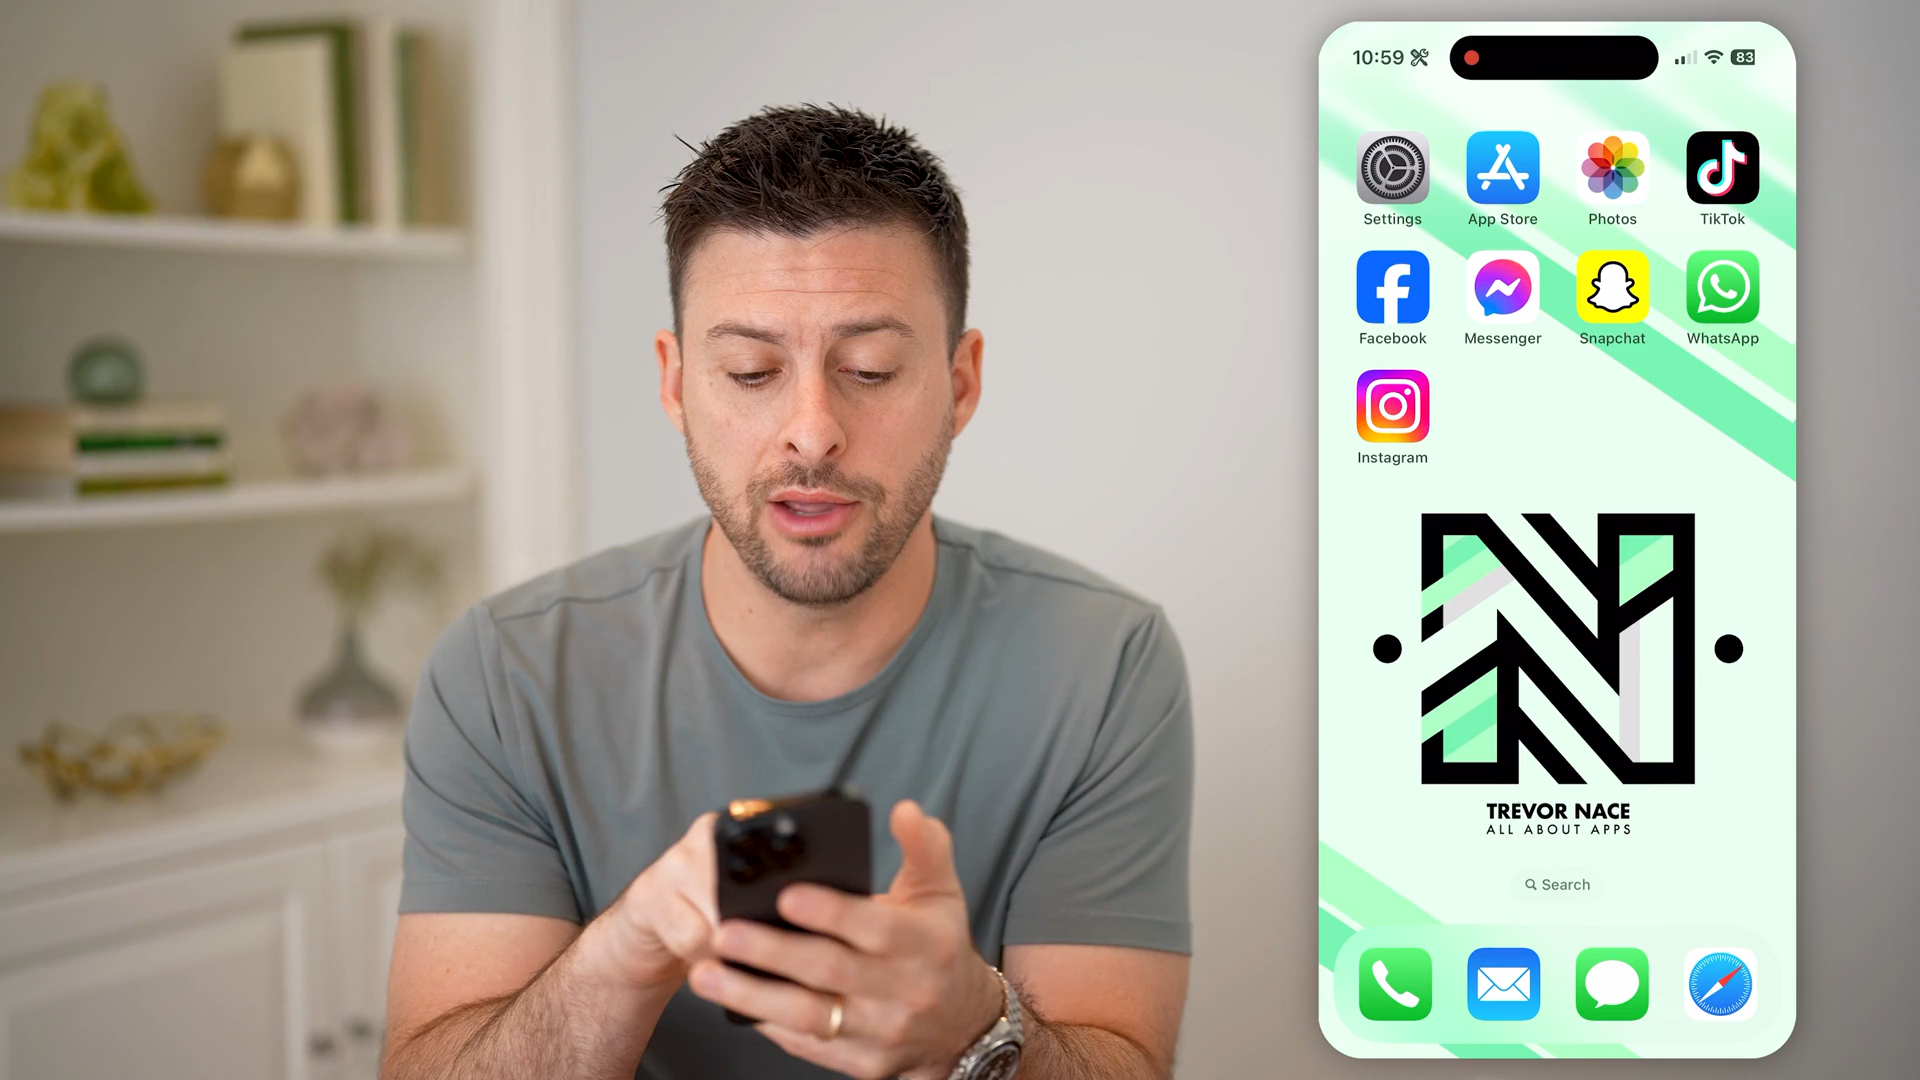 10:59
83
Settings
App Store
Photos
TikTok
Facebook
Messenger
Snapchat
WhatsApp
Instagram
TREVOR NACE
ALL ABOUT APPS
Search